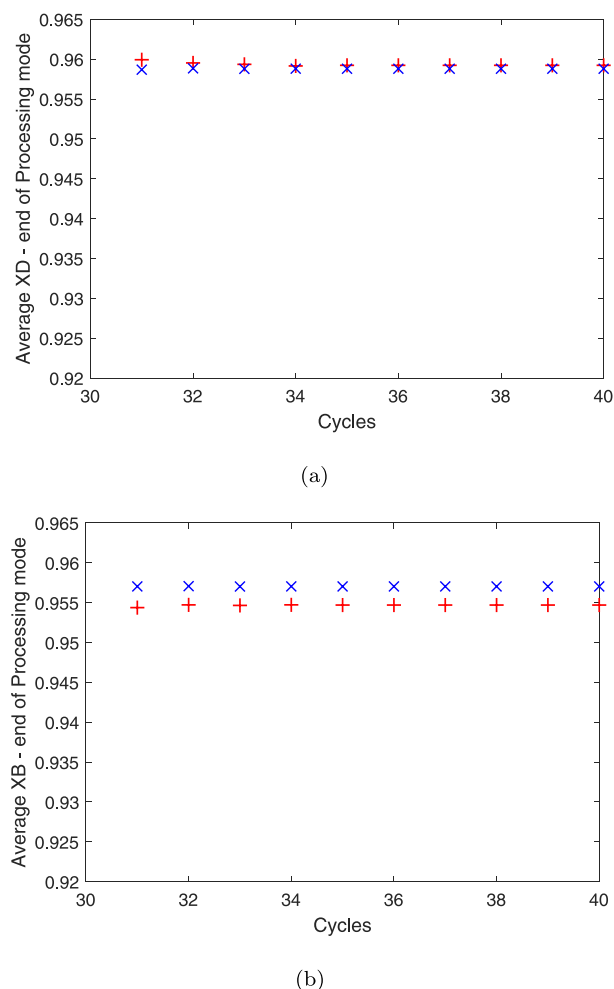 0.965
0.96
0.955
0.95
0.945
0.94
0.935
0.93
0.925
0.92
Average XD - end of Processing mode
30 32 34 36 38 40
Cycles
(a)
0.965
0.96
0.955
0.95
0.945
0.94
0.935
0.93
0.925
0.92
Average XB - end of Processing mode
30 32 34 36 38 40
Cycles
(b)